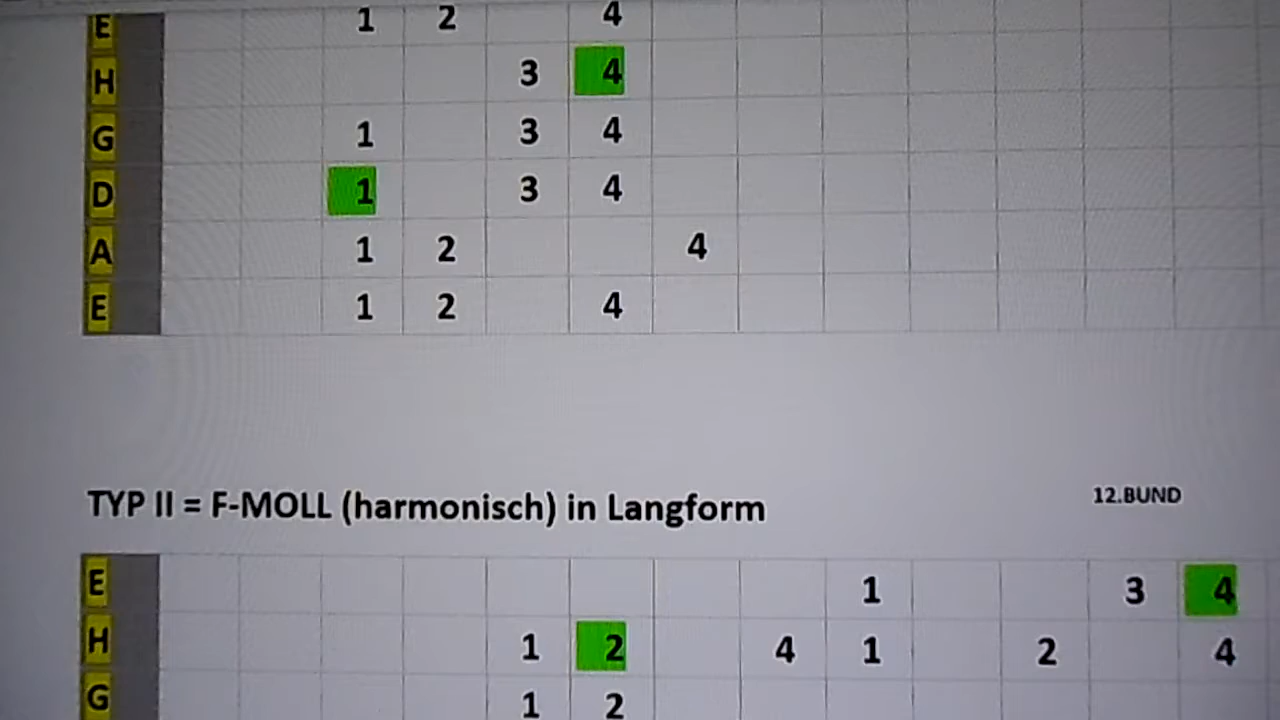 E 1 2 4
H 3 4
G 1 3 4
D 1 3 4
A 1 2 4
E 1 2 4
TYP II = F-MOLL (harmonisch) in Langform 12.BUND
E 1 3 4
H 1 2 4 1 2 4
G 1 2